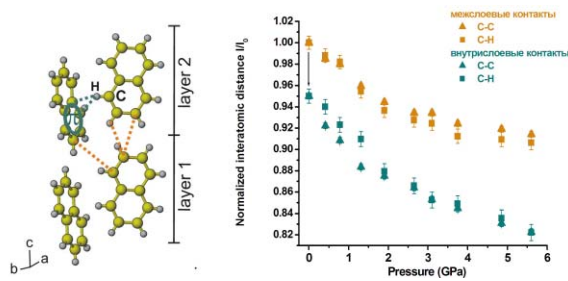 H
C
layer 2
layer 1
c
b
a
Normalized interatomic distance l/l₀
1.02
1.00
0.98
0.96
0.94
0.92
0.90
0.88
0.86
0.84
0.82
межслоевые контакты
C-C
C-H
внутрислоевые контакты
C-C
C-H
0 1 2 3 4 5 6
Pressure (GPa)